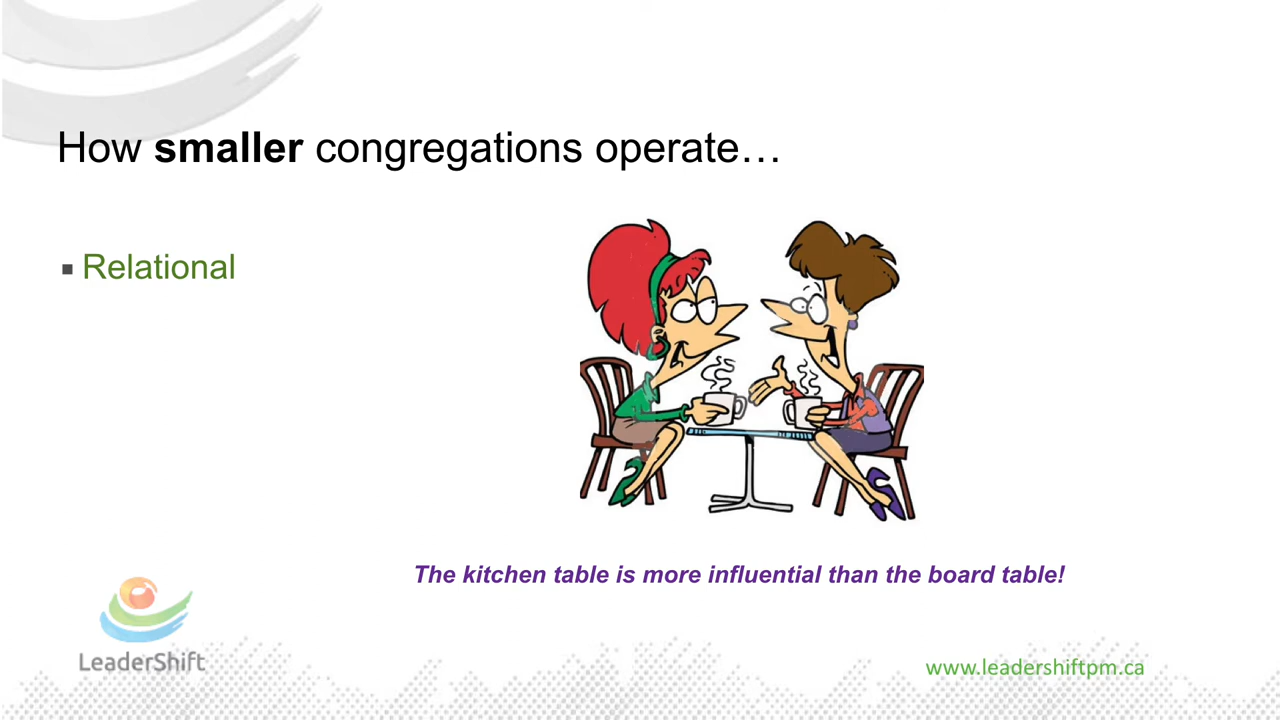 How smaller congregations operate…
▪ Relational
The kitchen table is more influential than the board table!
LeaderShift
www.leadershiftpm.ca